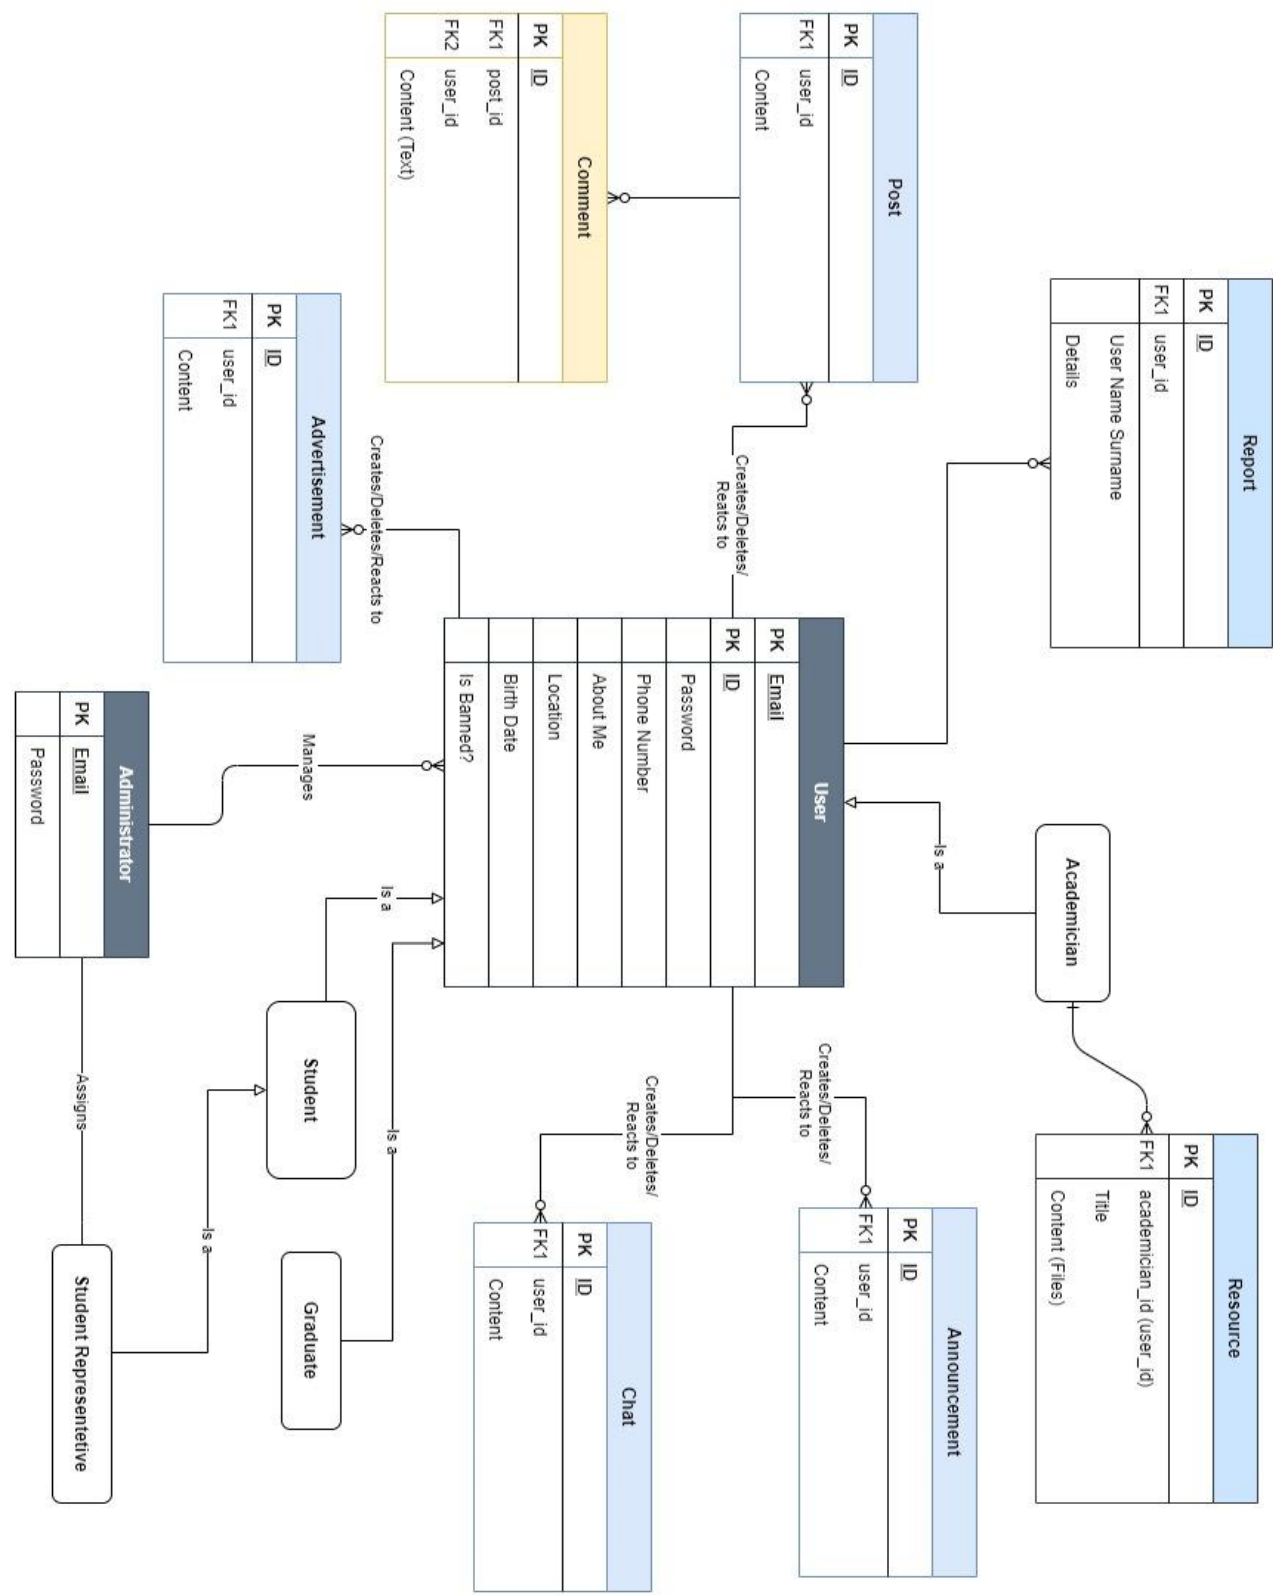 Report
PK ID
FK1 user_id
User Name Surname
Details
Academician
Resource
PK ID
FK1 academician_id (user_id)
Title
Content (Files)
Is a
Post
PK ID
FK1 user_id
Content
Creates/Deletes/
Reatcs to
User
PK Email
PK ID
Password
Phone Number
About Me
Location
Birth Date
Is Banned?
Creates/Deletes/
Reacts to
Announcement
PK ID
FK1 user_id
Content
Comment
PK ID
FK1 post_id
FK2 user_id
Content (Text)
Creates/Deletes/
Reacts to
Chat
PK ID
FK1 user_id
Content
Advertisement
PK ID
FK1 user_id
Content
Creates/Deletes/Reacts to
Manages
Is a
Is a
Student
Graduate
Administrator
PK Email
Password
Assigns
Is a
Student Representetive